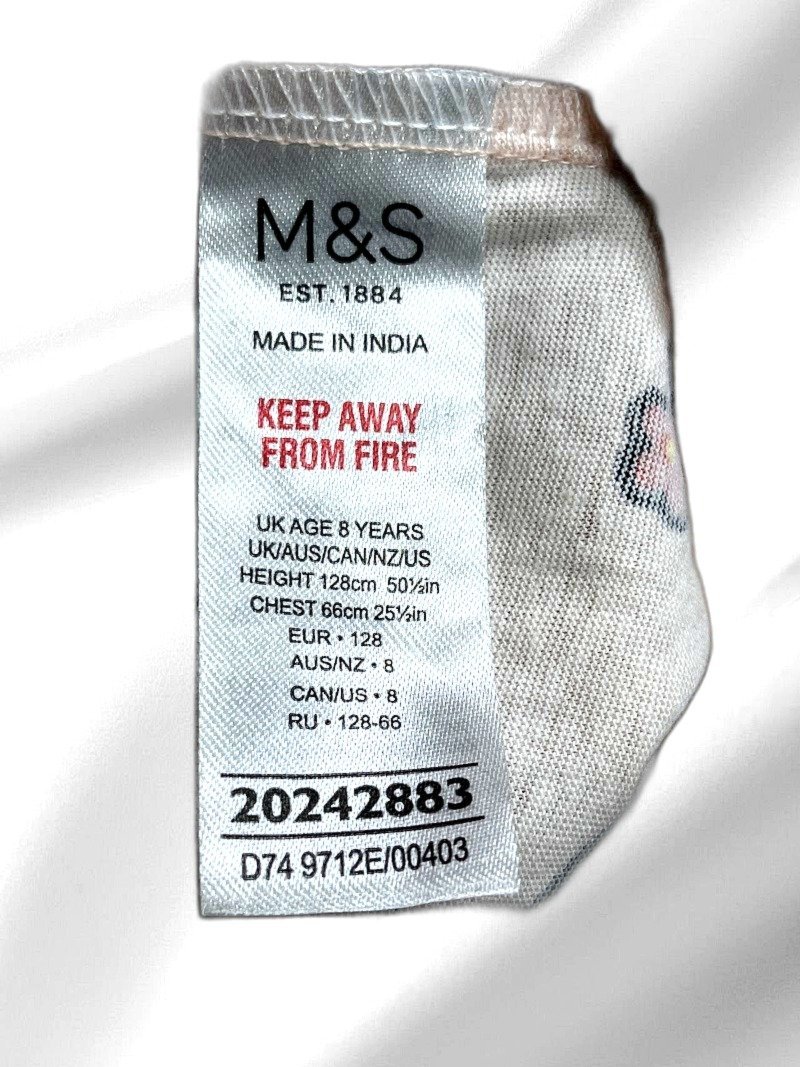 M&S
EST. 1884
MADE IN INDIA
KEEP AWAY
FROM FIRE
UK AGE 8 YEARS
UK/AUS/CAN/NZ/US
HEIGHT 128cm 50½in
CHEST 66cm 25½in
EUR • 128
AUS/NZ • 8
CAN/US • 8
RU • 128-66
20242883
D74 9712E/00403